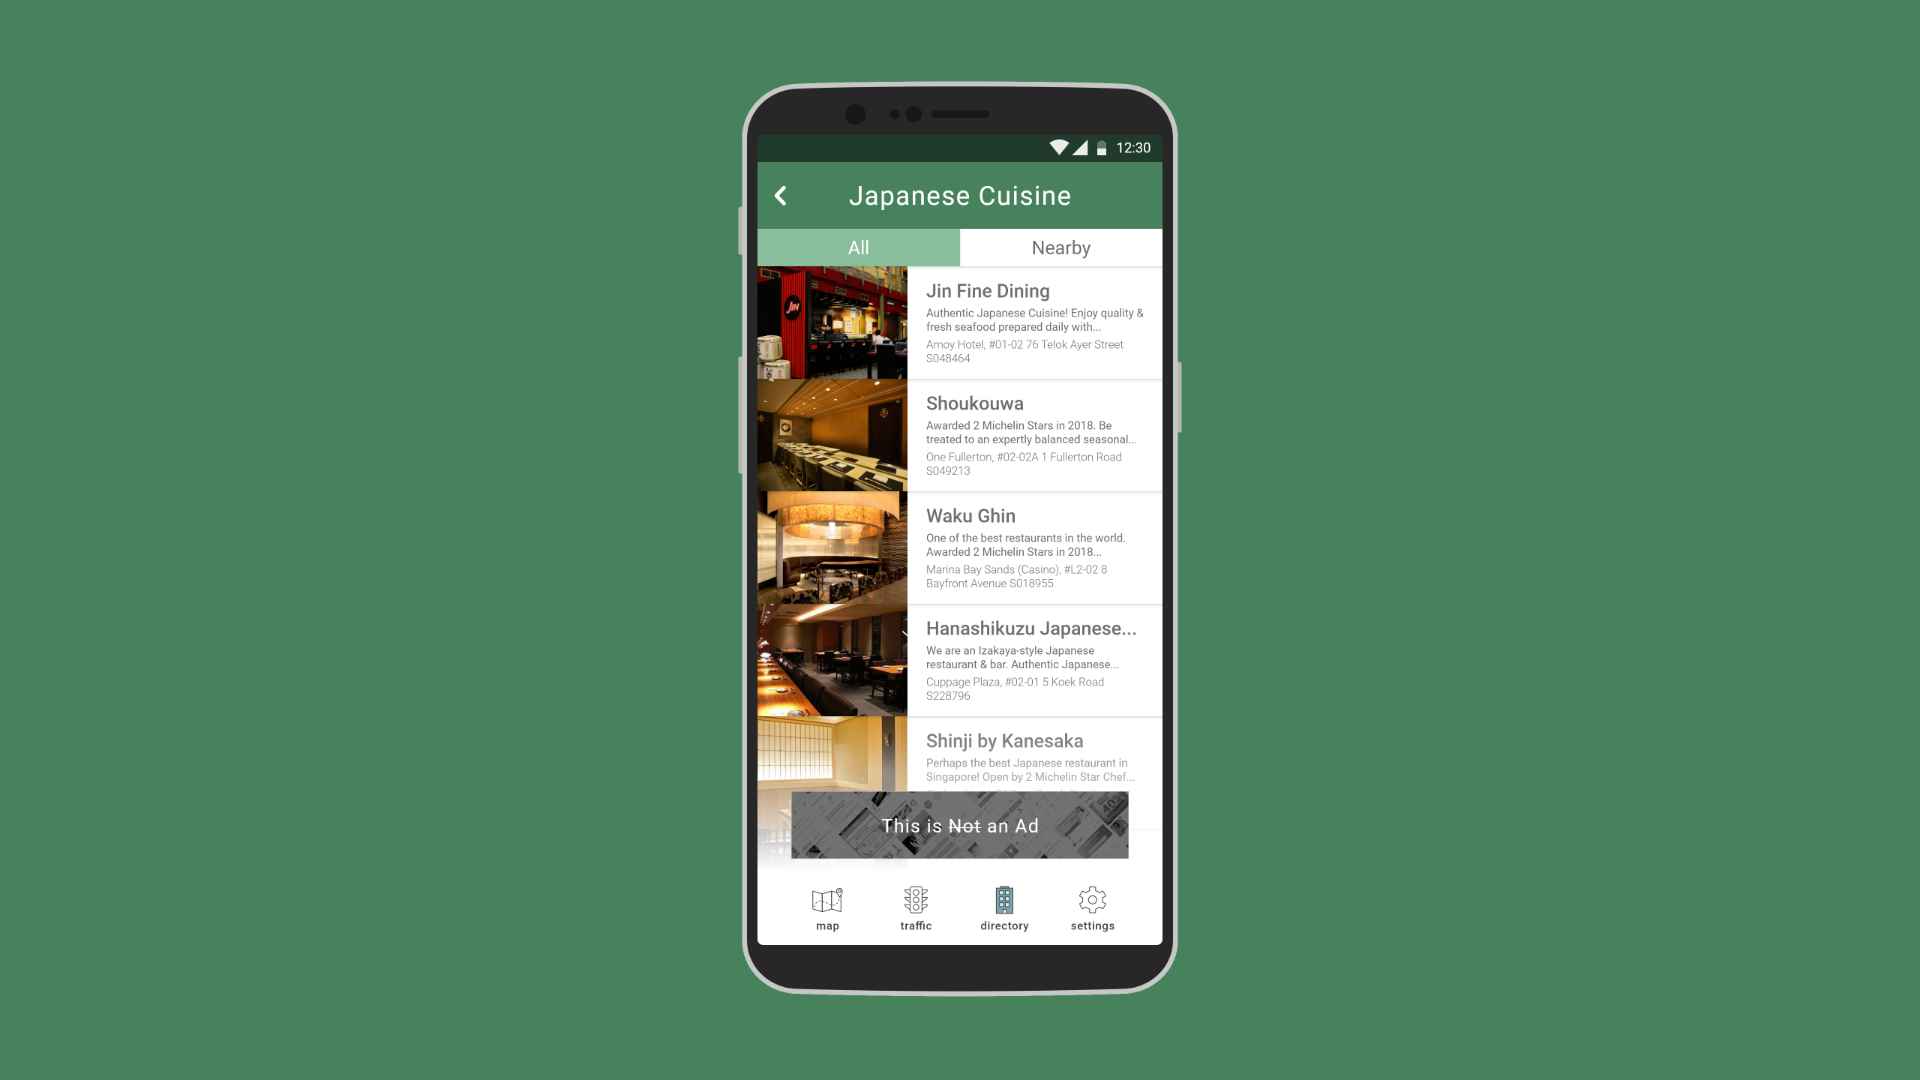 12:30
Japanese Cuisine
All
Nearby
JIN
Jin Fine Dining
Authentic Japanese Cuisine! Enjoy quality &
fresh seafood prepared daily with...
Amoy Hotel, #01-02 76 Telok Ayer Street
S048464
Shoukouwa
Awarded 2 Michelin Stars in 2018. Be
treated to an expertly balanced seasonal...
One Fullerton, #02-02A 1 Fullerton Road
S049213
Waku Ghin
One of the best restaurants in the world.
Awarded 2 Michelin Stars in 2018...
Marina Bay Sands (Casino), #L2-02 8
Bayfront Avenue S018955
Hanashikuzu Japanese...
We are an Izakaya-style Japanese
restaurant & bar. Authentic Japanese...
Cuppage Plaza, #02-01 5 Koek Road
S228796
Shinji by Kanesaka
Perhaps the best Japanese restaurant in
Singapore! Open by 2 Michelin Star Chef...
This is Not an Ad
map
traffic
directory
settings